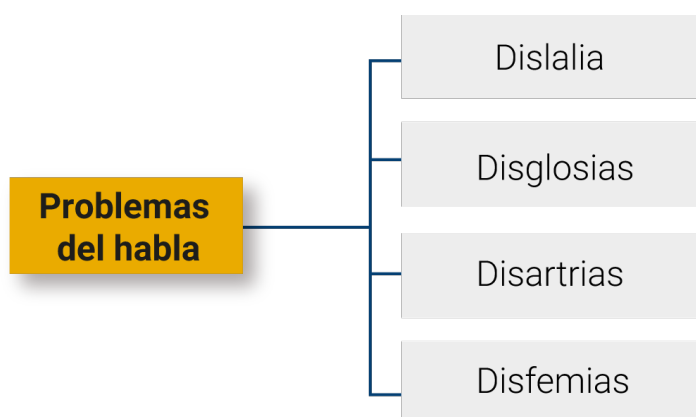 Problemas
del habla
Dislalia
Disglosias
Disartrias
Disfemias